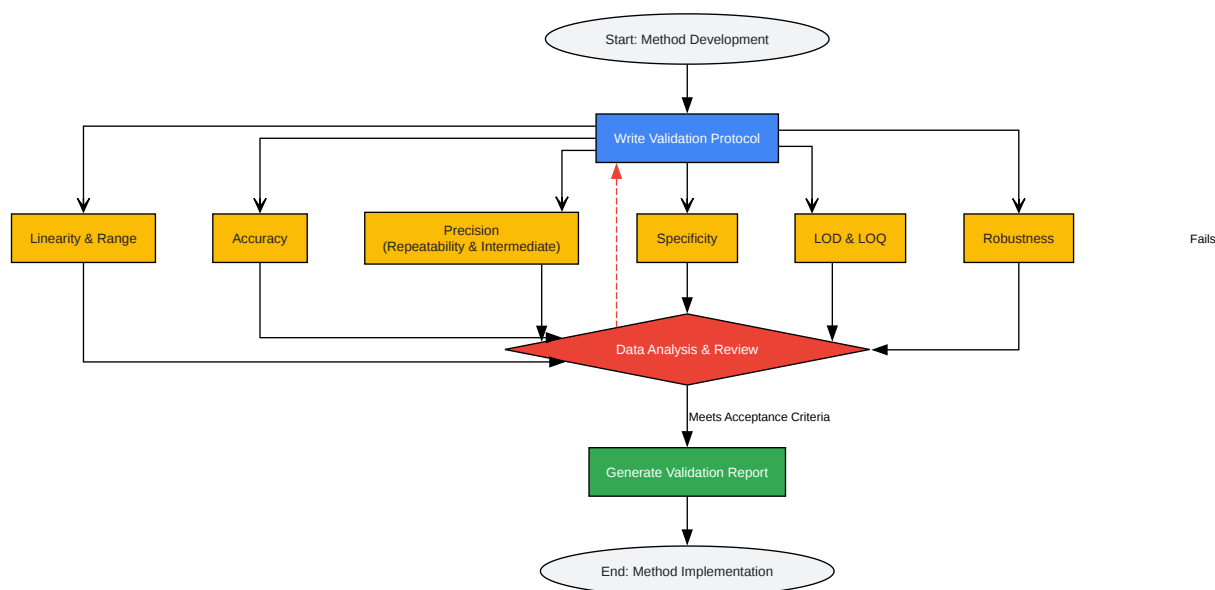 Start: Method Development
Write Validation Protocol
Linearity & Range
Accuracy
Precision
(Repeatability & Intermediate)
Specificity
LOD & LOQ
Robustness
Fails
Data Analysis & Review
Meets Acceptance Criteria
Generate Validation Report
End: Method Implementation